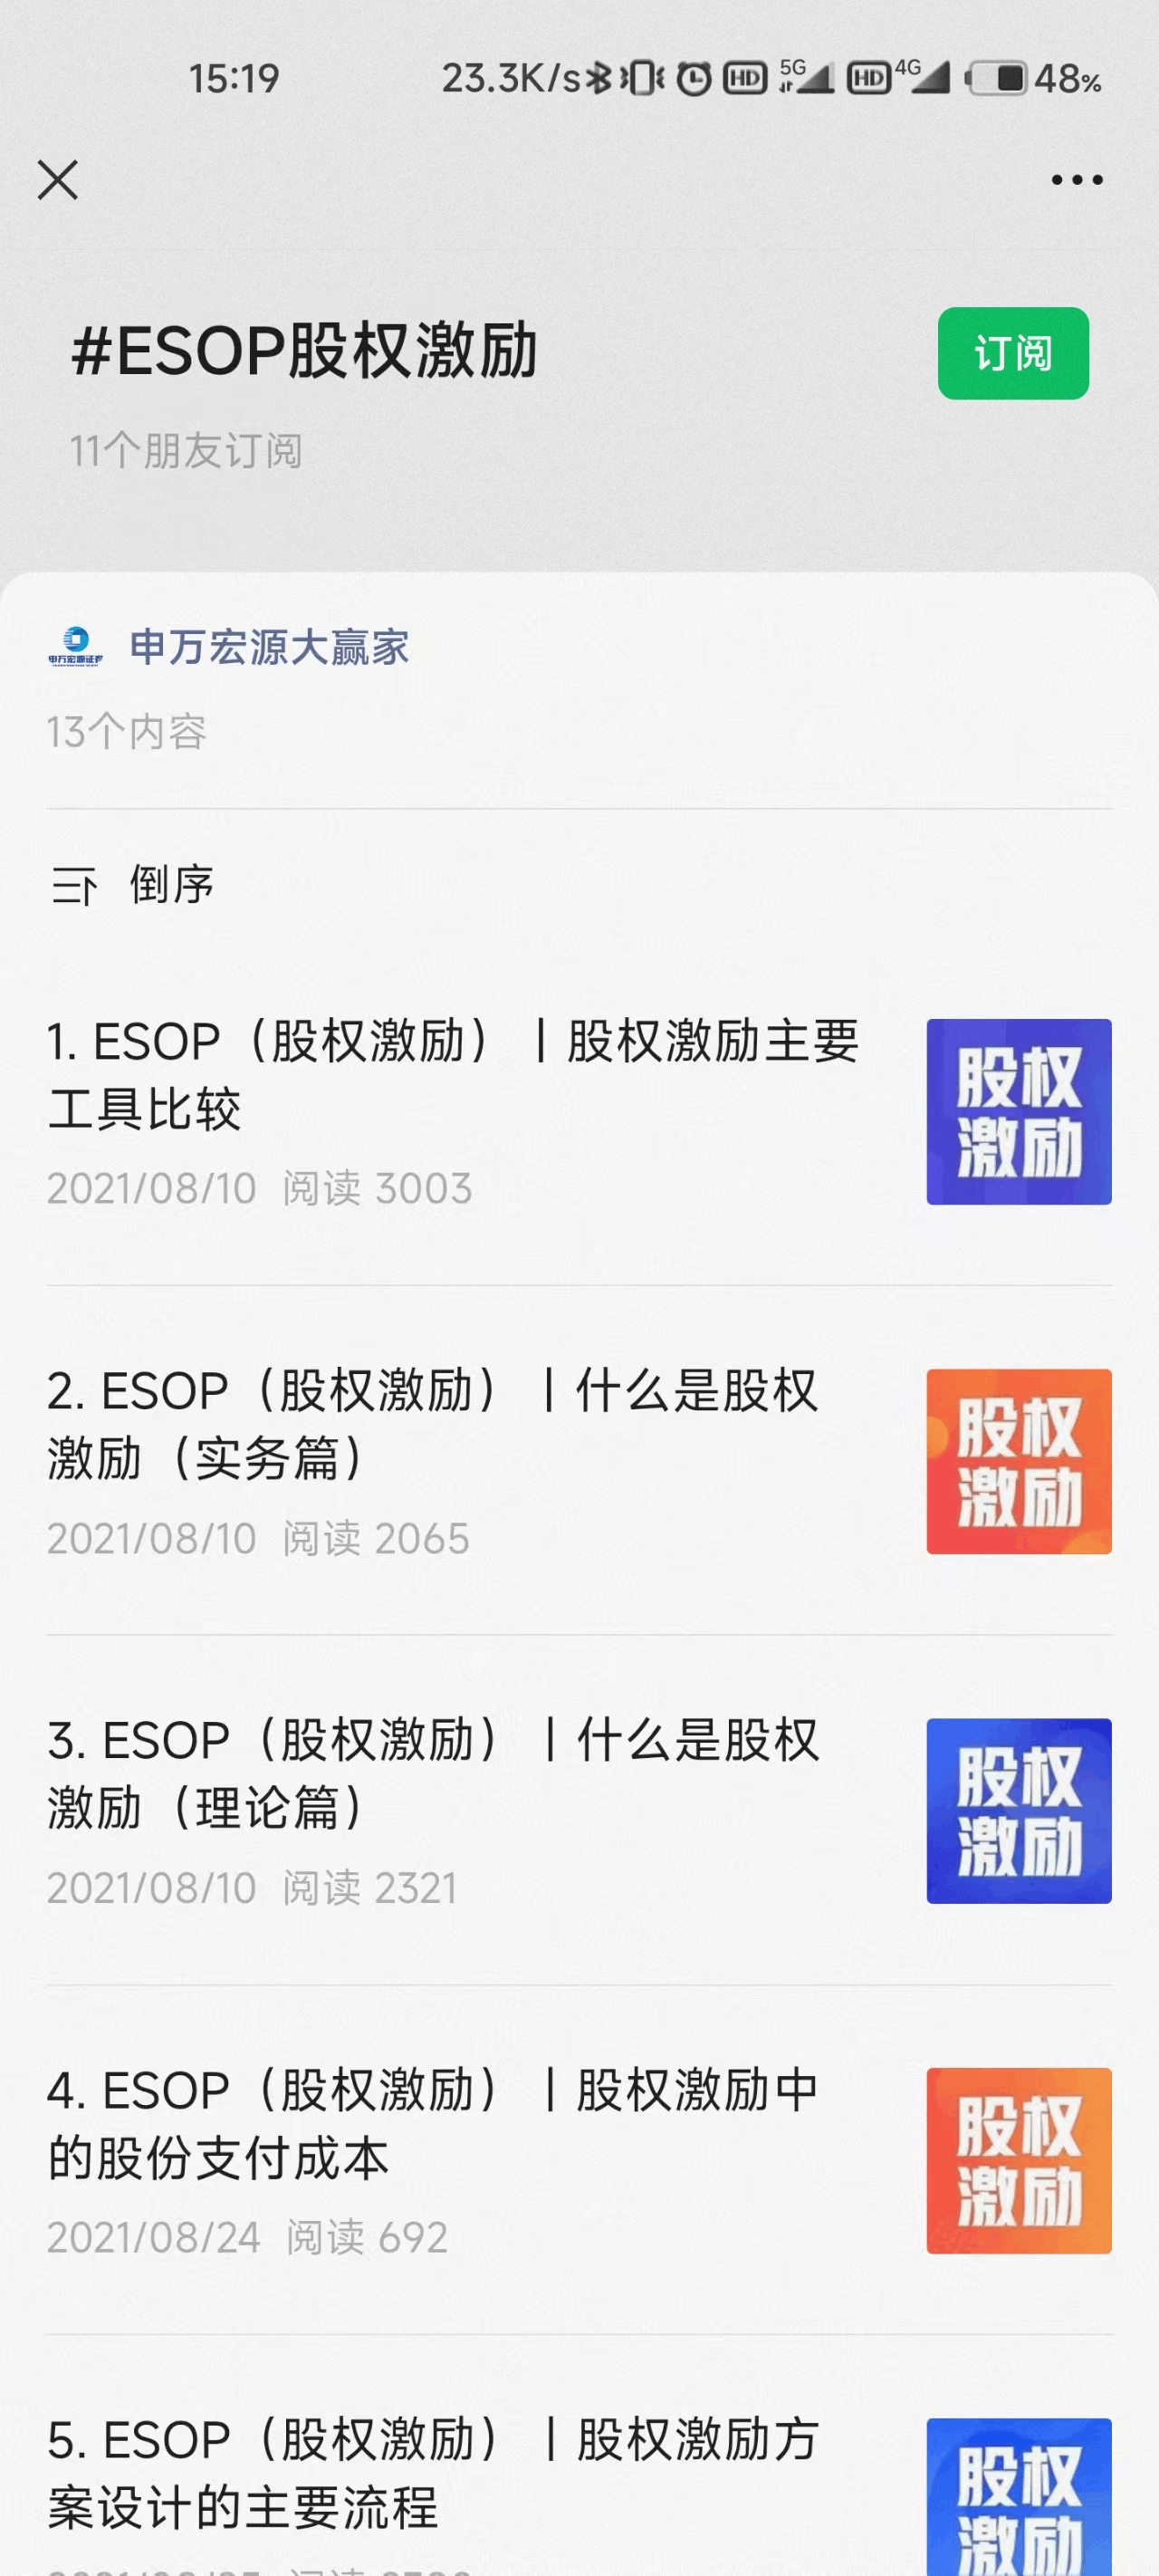 15:19
23.3K/s HD 5G HD 4G 48%
#ESOP股权激励
订阅
11个朋友订阅
申万宏源证券
申万宏源大赢家
13个内容
倒序
1. ESOP（股权激励）丨股权激励主要
工具比较
2021/08/10 阅读 3003
股权
激励
2. ESOP（股权激励）丨什么是股权
激励（实务篇）
2021/08/10 阅读 2065
股权
激励
3. ESOP（股权激励）丨什么是股权
激励（理论篇）
2021/08/10 阅读 2321
股权
激励
4. ESOP（股权激励）丨股权激励中
的股份支付成本
2021/08/24 阅读 692
股权
激励
5. ESOP（股权激励）丨股权激励方
案设计的主要流程
股权
激励